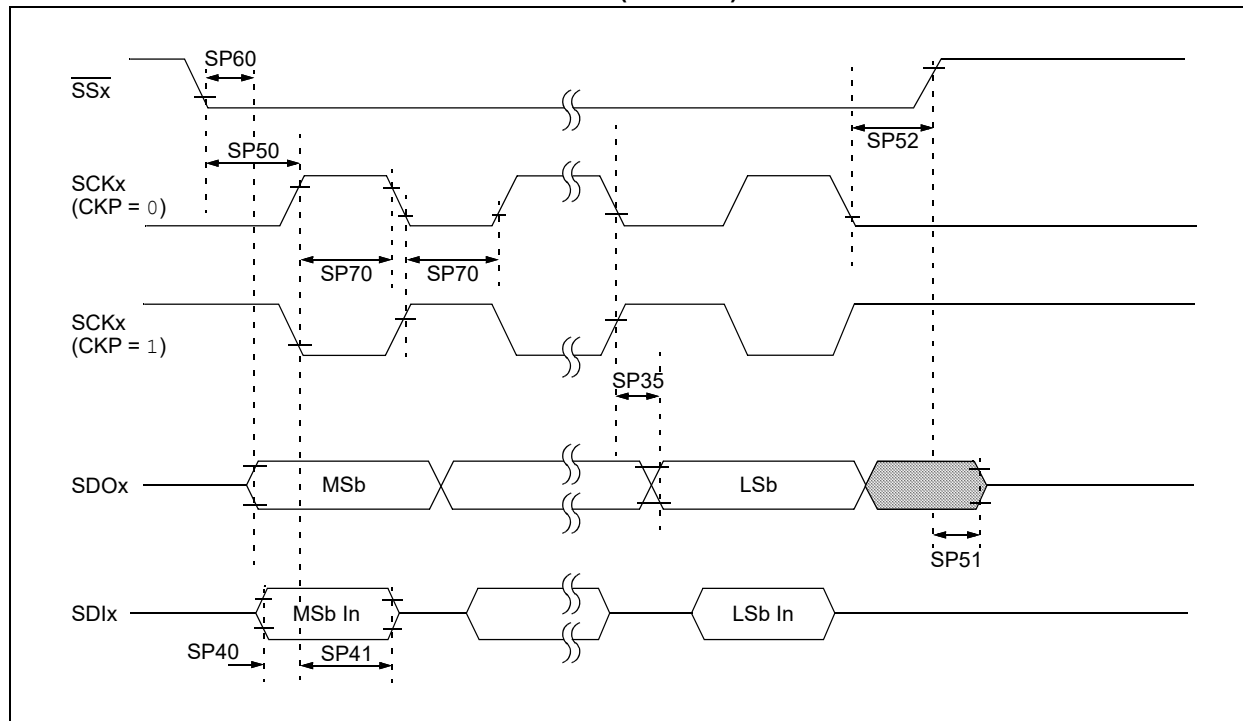 SP60
SSx
SP50
SP52
SCKx
(CKP = 0)
SP70
SP70
SCKx
(CKP = 1)
SP35
SDOx
MSb
LSb
SP51
SDIx
MSb In
LSb In
SP40
SP41